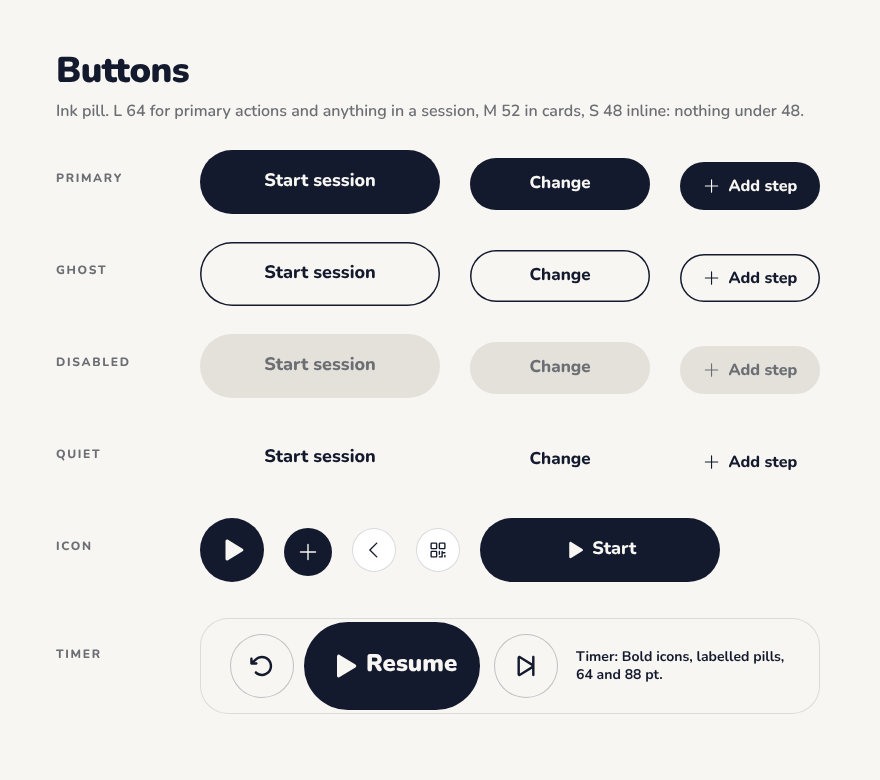 Buttons
Ink pill. L 64 for primary actions and anything in a session, M 52 in cards, S 48 inline: nothing under 48.
PRIMARY
Start session
Change
Add step
GHOST
Start session
Change
Add step
DISABLED
Start session
Change
Add step
QUIET
Start session
Change
Add step
ICON
Start
TIMER
Resume
Timer: Bold icons, labelled pills,
64 and 88 pt.